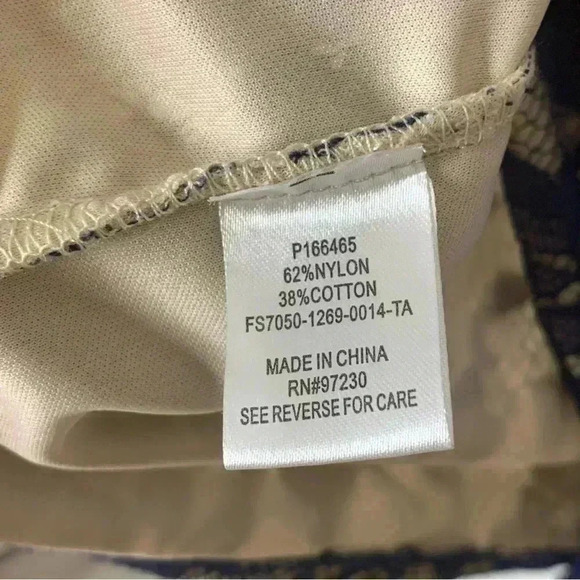 P166465
62%NYLON
38%COTTON
FS7050-1269-0014-TA
MADE IN CHINA
RN#97230
SEE REVERSE FOR CARE